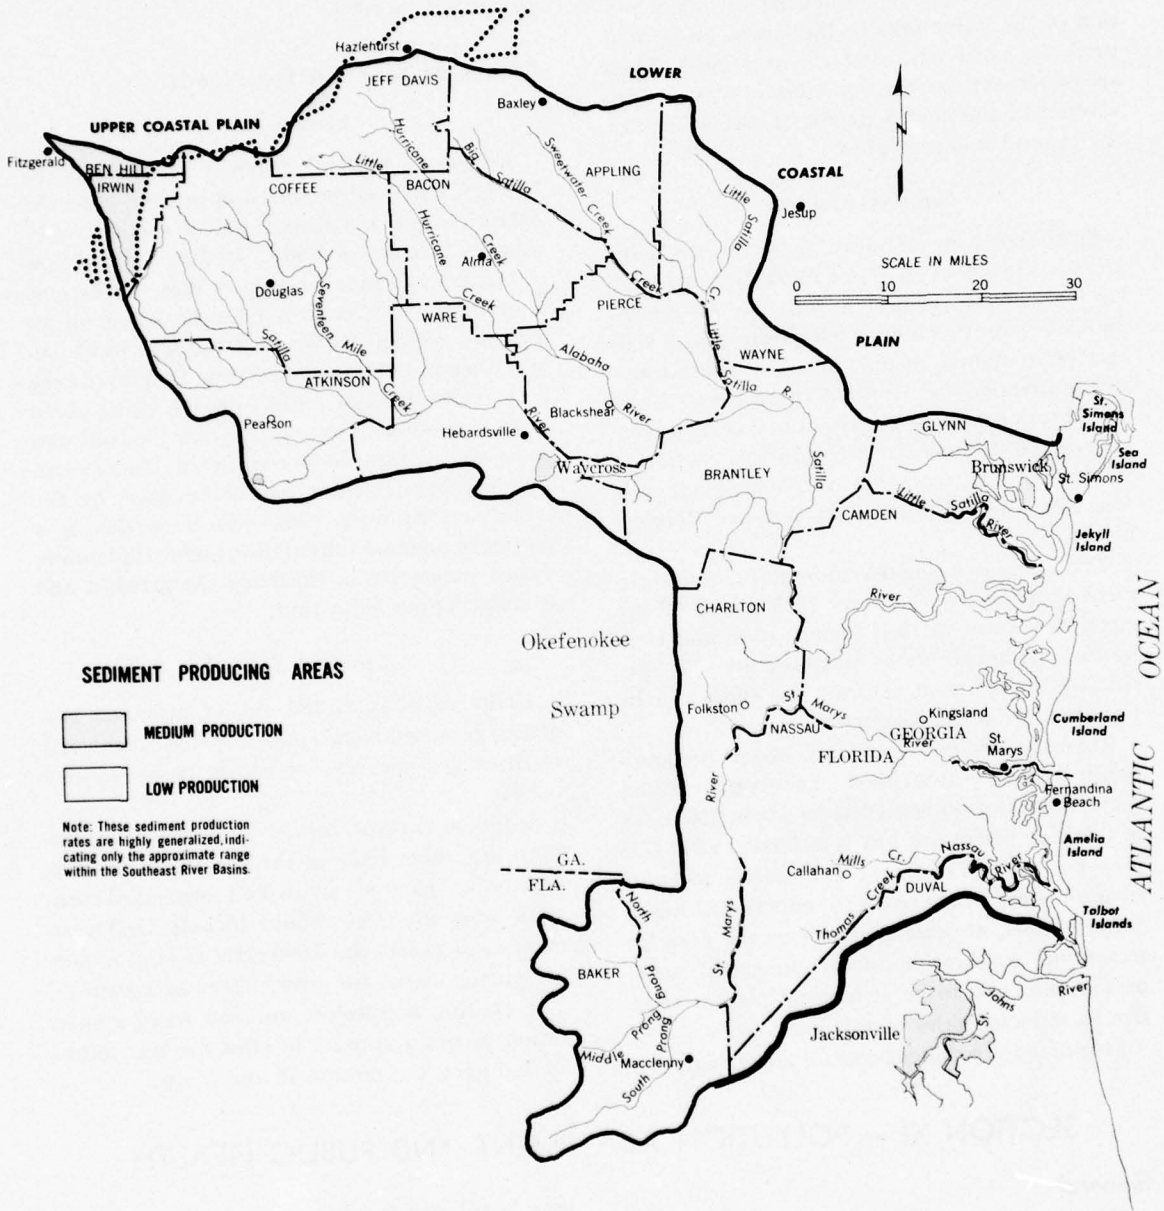 Hazlehurst
LOWER
JEFF DAVIS
Baxley
UPPER COASTAL PLAIN
Fitzgerald
BEN HILL
IRWIN
COFFEE
Little
Hurricane
BACON
Big
Satilla
Sweetwater Creek
APPLING
COASTAL
Little
Satilla
Cr.
Jesup
Hurricane
Creek
Alma
Creek
Creek
SCALE IN MILES
0 10 20 30
Douglas
Seventeen
Mile
Creek
WARE
PIERCE
PLAIN
Satilla
Alabaha
River
Little
Satilla R.
WAYNE
ATKINSON
Pearson
Blackshear
Hebardsville
River
Waycross
BRANTLEY
Satilla
GLYNN
St.
Simons
Island
Sea
Island
Brunswick
St. Simons
CAMDEN
Little Satilla
River
Jekyll
Island
CHARLTON
River
Okefenokee
Swamp
ATLANTIC OCEAN
SEDIMENT PRODUCING AREAS
MEDIUM PRODUCTION
LOW PRODUCTION
Note: These sediment production
rates are highly generalized, indi-
cating only the approximate range
within the Southeast River Basins.
Folkston
St. Marys
River
NASSAU
Kingsland
GEORGIA
FLORIDA
St.
Marys
Cumberland
Island
River
Fernandina
Beach
Amelia
Island
GA.
FLA.
Mills Cr.
Callahan
Nassau
River
DUVAL
Thomas Creek
Talbot
Islands
North
Prong
St. Marys
BAKER
Middle Prong
South Prong
Macclenny
Jacksonville
St. Johns
River